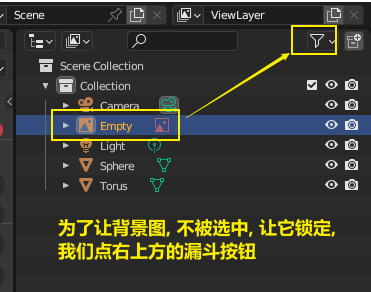 Scene
ViewLayer
Scene Collection
Collection
Camera
Empty
Light
Sphere
Torus
为了让背景图, 不被选中, 让它锁定,
我们点右上方的漏斗按钮